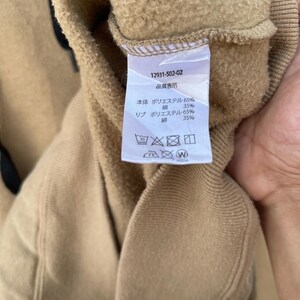 12931-502-02
品質表示
本体 ポリエステル 65%
綿 35%
リブ ポリエステル 65%
綿 35%